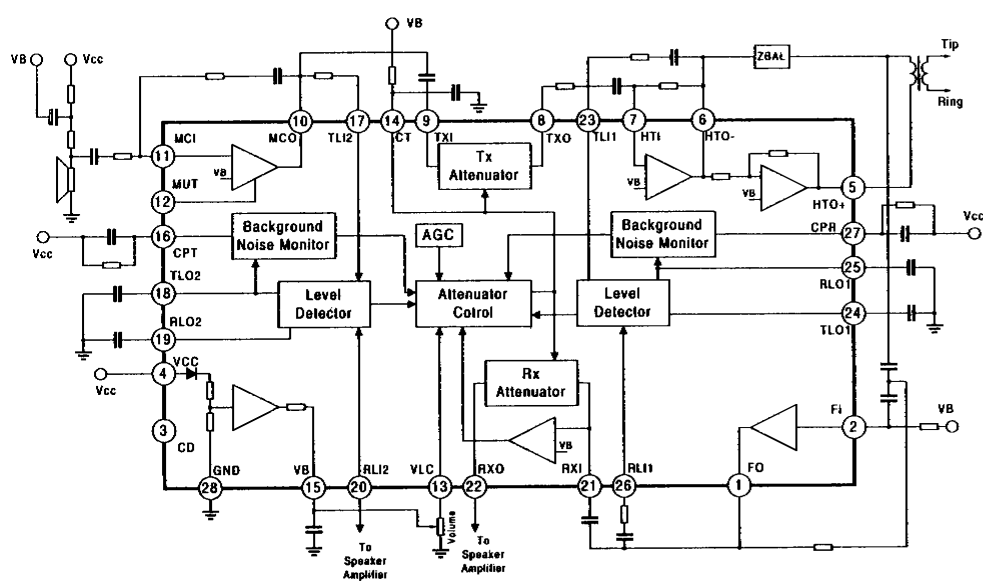 VB
VB
Vcc
ZBAL
Tip
Ring
10
17
14
9
8
23
7
6
MCI
MCO
TLI2
CT
TXI
TXO
TLI1
HTi
HTO-
11
Tx
Attenuator
MUT
VB
VB
VB
5
12
HTO+
Background
Noise Monitor
AGC
Background
Noise Monitor
CPR
27
Vcc
16
Vcc
CPT
TLO2
25
RLO1
18
Level
Detector
Attenuator
Cotrol
Level
Detector
RLO2
24
TLO1
19
VCC
4
Vcc
Rx
Attenuator
3
CD
VB
Fi
2
VB
GND
VB
RLI2
VLC
RXO
RXI
RLI1
FO
28
15
20
13
22
21
26
1
Volume
To
Speaker
Amplifier
To
Speaker
Amplifier